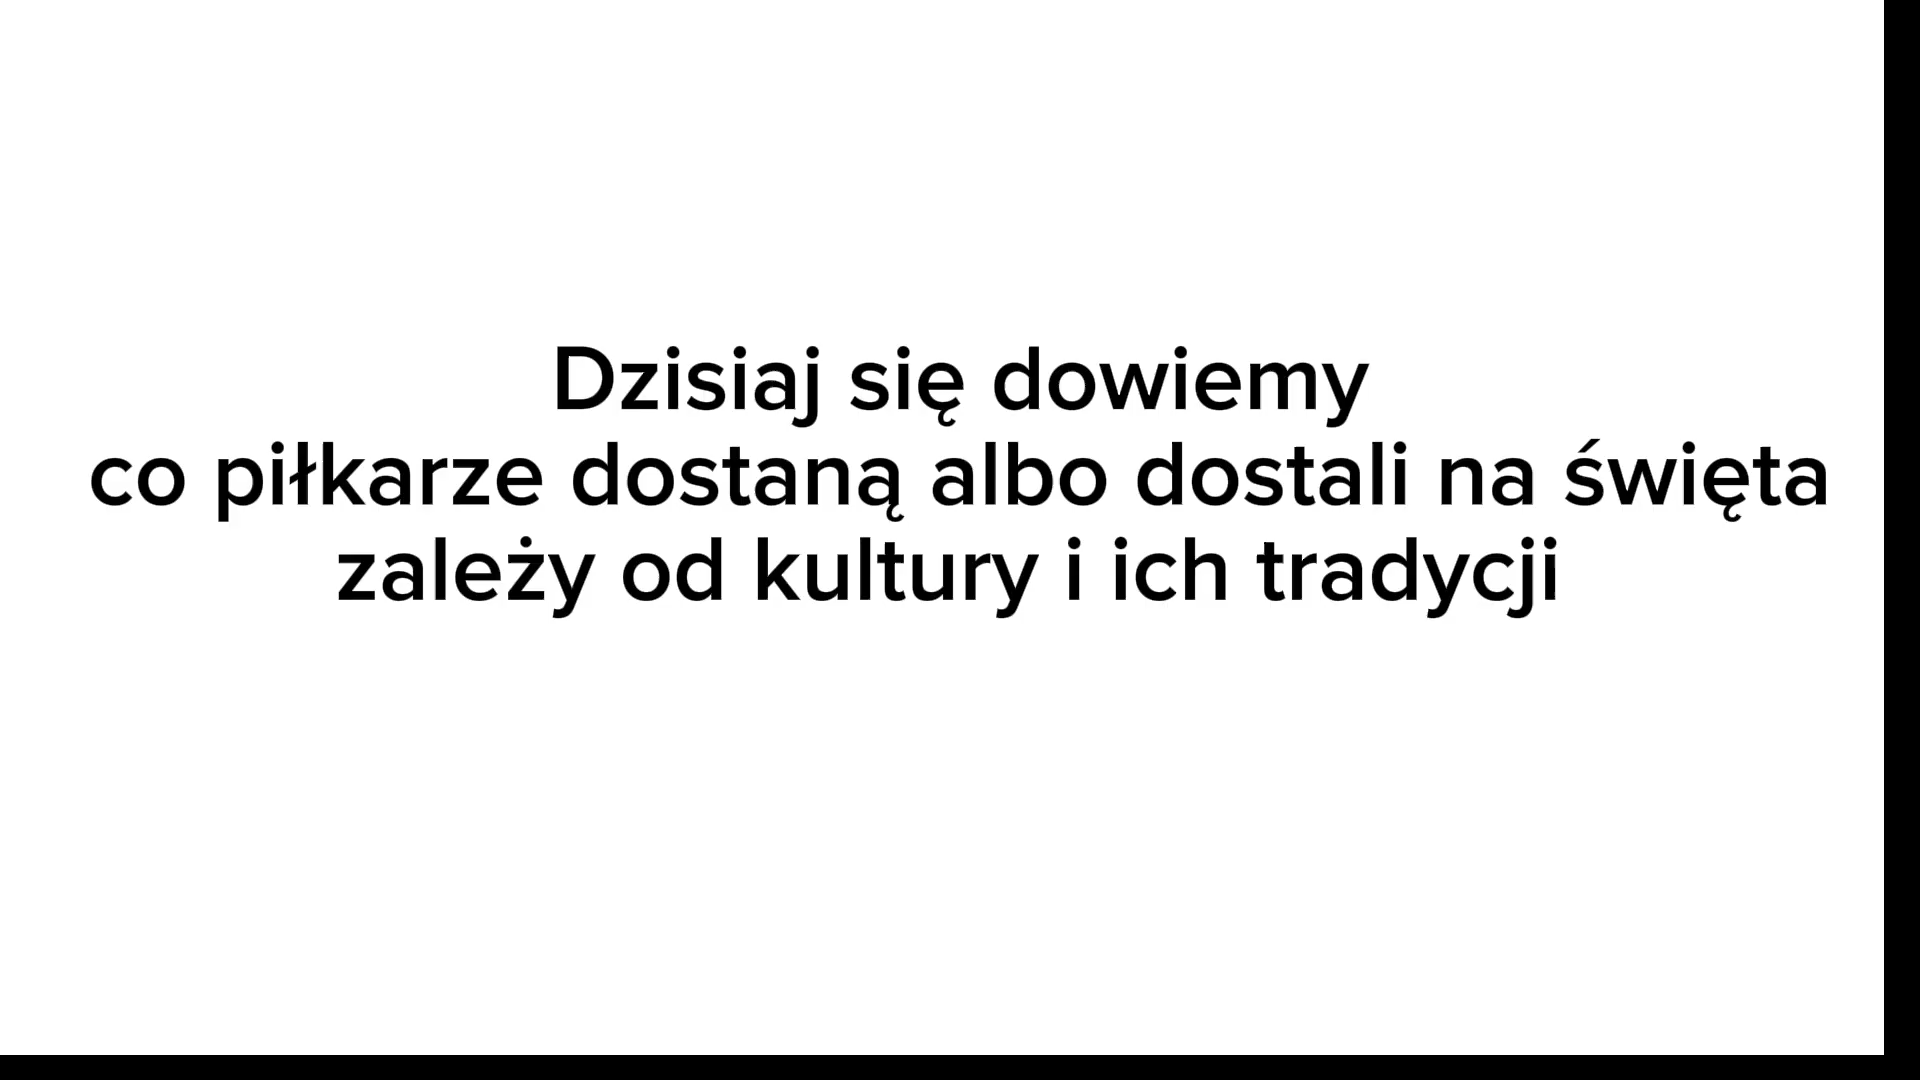 Dzisiaj się dowiemy
co piłkarze dostaną albo dostali na święta
zależy od kultury i ich tradycji